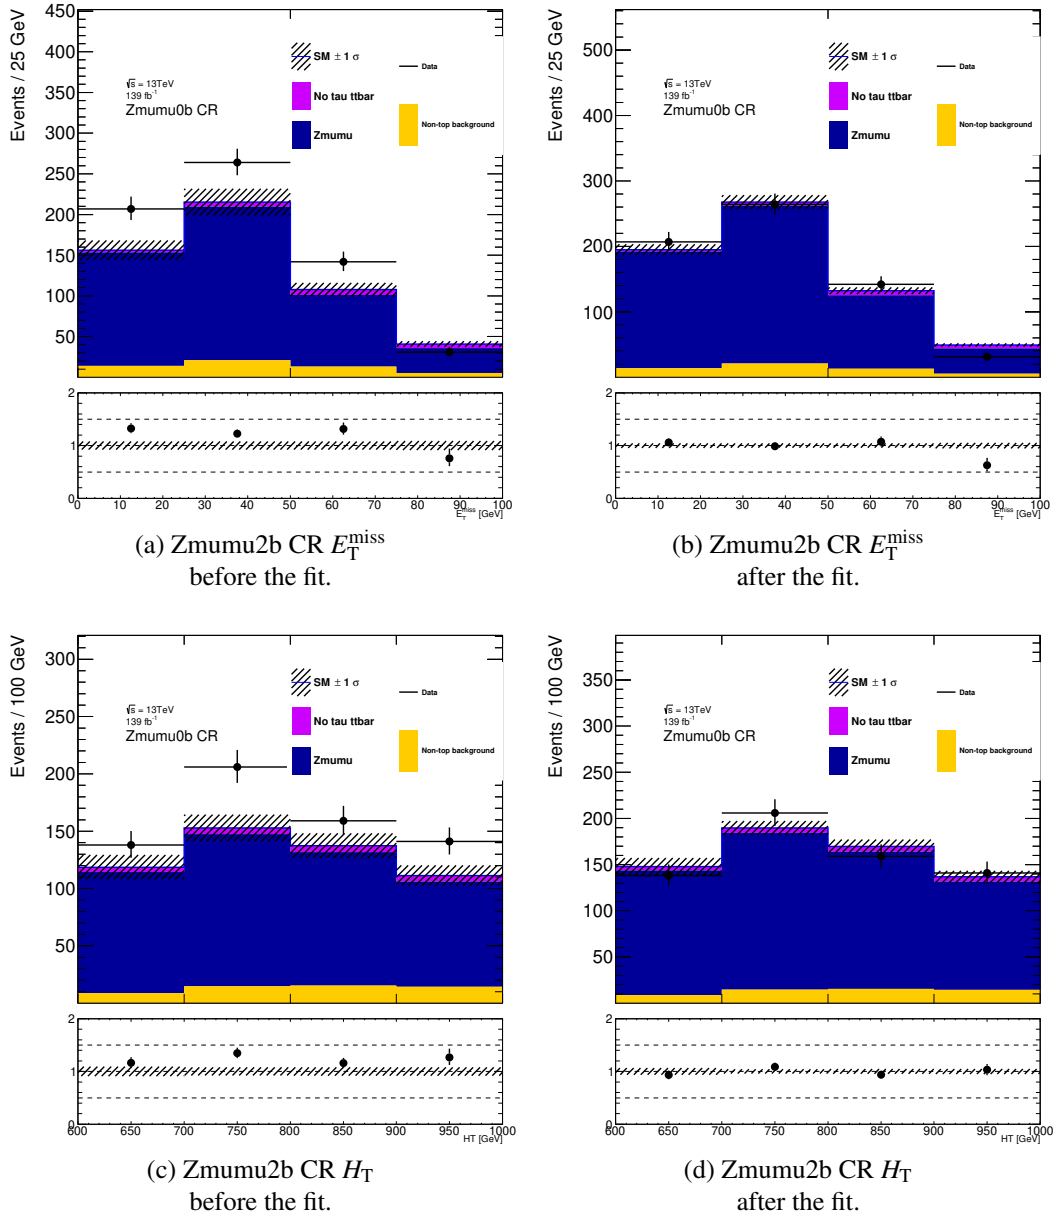 Events / 25 GeV
450
400
350
300
250
200
150
100
50
SM ± 1 σ
Data
√s = 13TeV
139 fb⁻¹
Zmumu0b CR
No tau ttbar
Zmumu
Non-top background
2
1
0
0 10 20 30 40 50 60 70 80 90 100
E_T^miss [GeV]
(a) Zmumu2b CR E_T^miss
before the fit.
Events / 25 GeV
500
400
300
200
100
SM ± 1 σ
Data
√s = 13TeV
139 fb⁻¹
Zmumu0b CR
No tau ttbar
Zmumu
Non-top background
2
1
0
0 10 20 30 40 50 60 70 80 90 100
E_T^miss [GeV]
(b) Zmumu2b CR E_T^miss
after the fit.
Events / 100 GeV
300
250
200
150
100
50
SM ± 1 σ
Data
√s = 13TeV
139 fb⁻¹
Zmumu0b CR
No tau ttbar
Zmumu
Non-top background
2
1
0
600 650 700 750 800 850 900 950 1000
HT [GeV]
(c) Zmumu2b CR H_T
before the fit.
Events / 100 GeV
350
300
250
200
150
100
50
SM ± 1 σ
Data
√s = 13TeV
139 fb⁻¹
Zmumu0b CR
No tau ttbar
Zmumu
Non-top background
2
1
0
600 650 700 750 800 850 900 950 1000
HT [GeV]
(d) Zmumu2b CR H_T
after the fit.